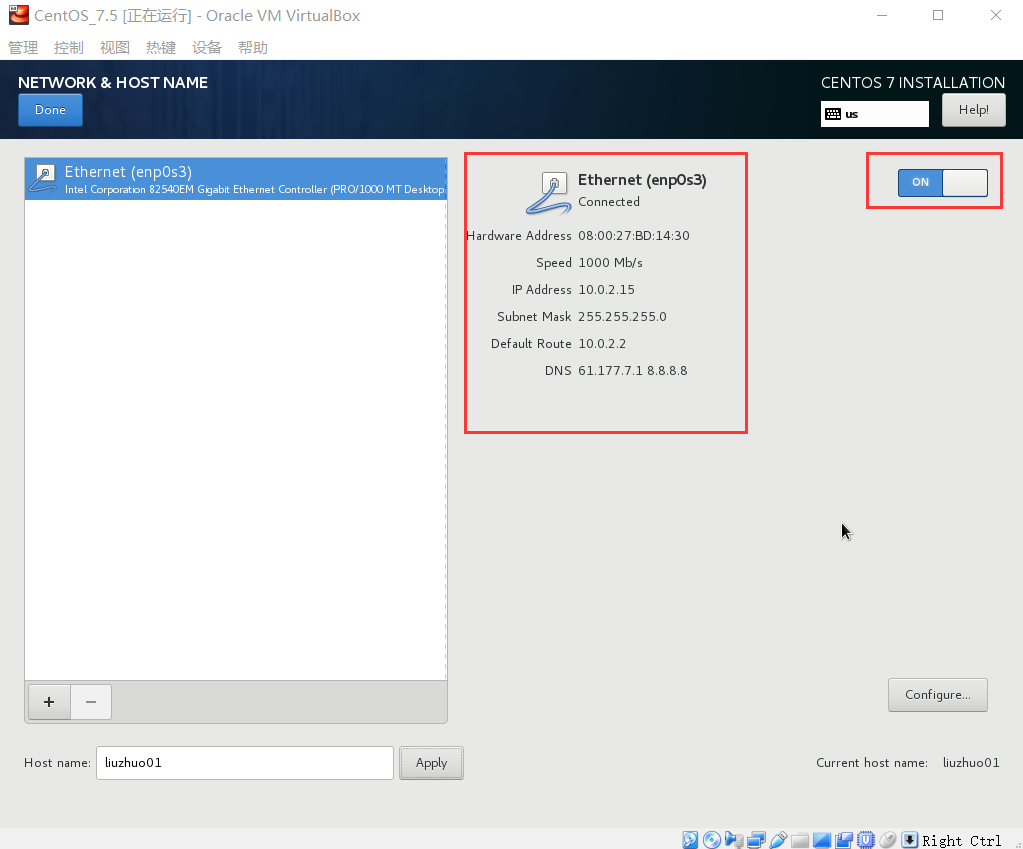 CentOS_7.5 [正在运行] - Oracle VM VirtualBox
管理 控制 视图 热键 设备 帮助
NETWORK & HOST NAME
CENTOS 7 INSTALLATION
Done
us
Help!
Ethernet (enp0s3)
Intel Corporation 82540EM Gigabit Ethernet Controller (PRO/1000 MT Desktop
Ethernet (enp0s3)
Connected
ON
Hardware Address 08:00:27:BD:14:30
Speed 1000 Mb/s
IP Address 10.0.2.15
Subnet Mask 255.255.255.0
Default Route 10.0.2.2
DNS 61.177.7.1 8.8.8.8
+ −
Configure...
Host name: liuzhuo01 Apply
Current host name: liuzhuo01
Right Ctrl